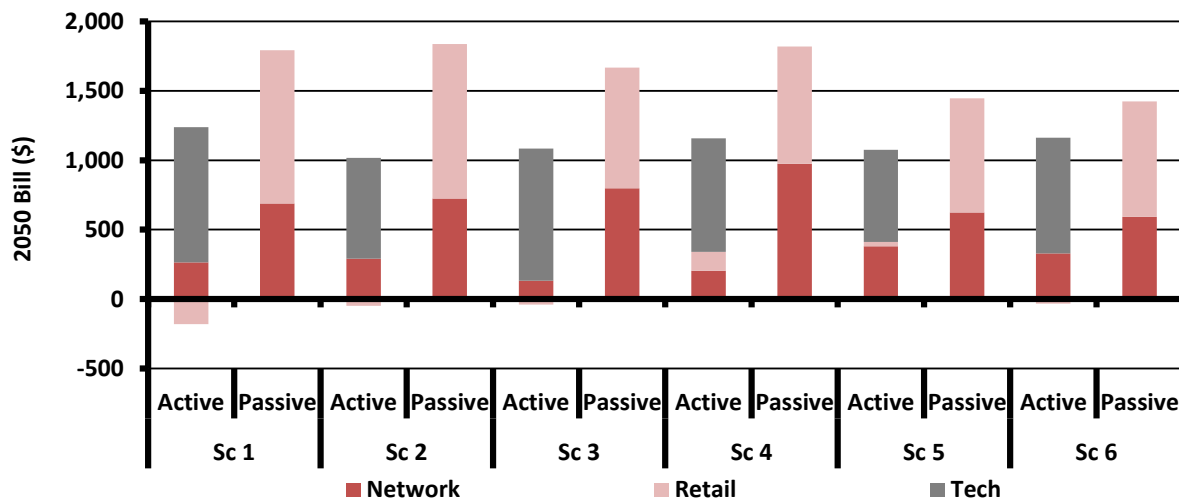 2050 Bill ($)
2,000
1,500
1,000
500
0
-500
Active Passive Active Passive Active Passive Active Passive Active Passive Active Passive
Sc 1 Sc 2 Sc 3 Sc 4 Sc 5 Sc 6
Network Retail Tech